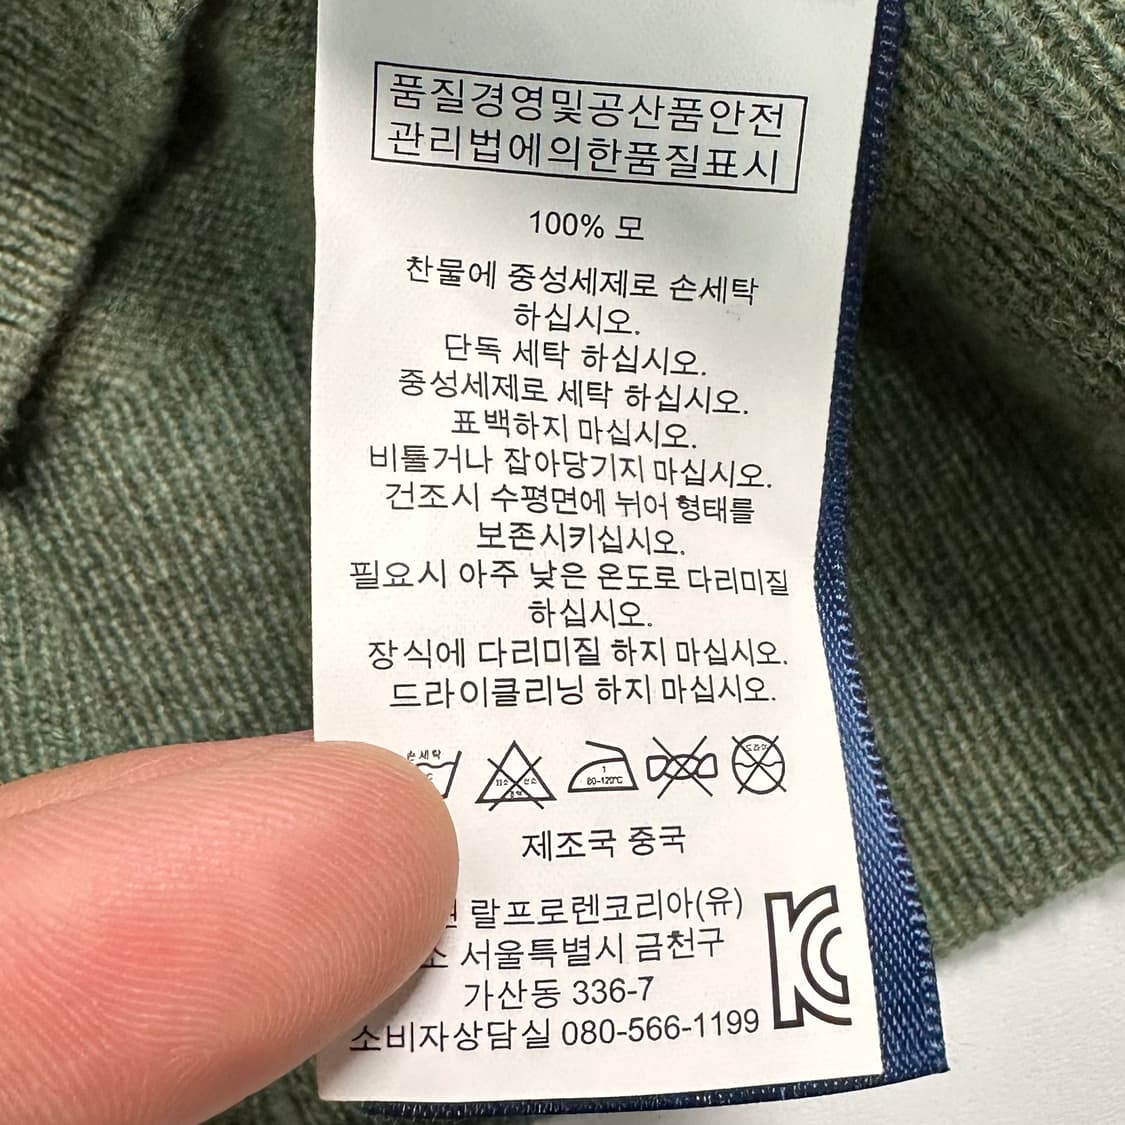 품질경영및공산품안전
관리법에의한품질표시
100% 모
찬물에 중성세제로 손세탁
하십시오.
단독 세탁 하십시오.
중성세제로 세탁 하십시오.
표백하지 마십시오.
비틀거나 잡아당기지 마십시오.
건조시 수평면에 뉘어 형태를
보존시키십시오.
필요시 아주 낮은 온도로 다리미질
하십시오.
장식에 다리미질 하지 마십시오.
드라이클리닝 하지 마십시오.
손세탁
1
80~120℃
드라이
제조국 중국
랄프로렌코리아(유)
서울특별시 금천구
가산동 336-7
소비자상담실 080-566-1199